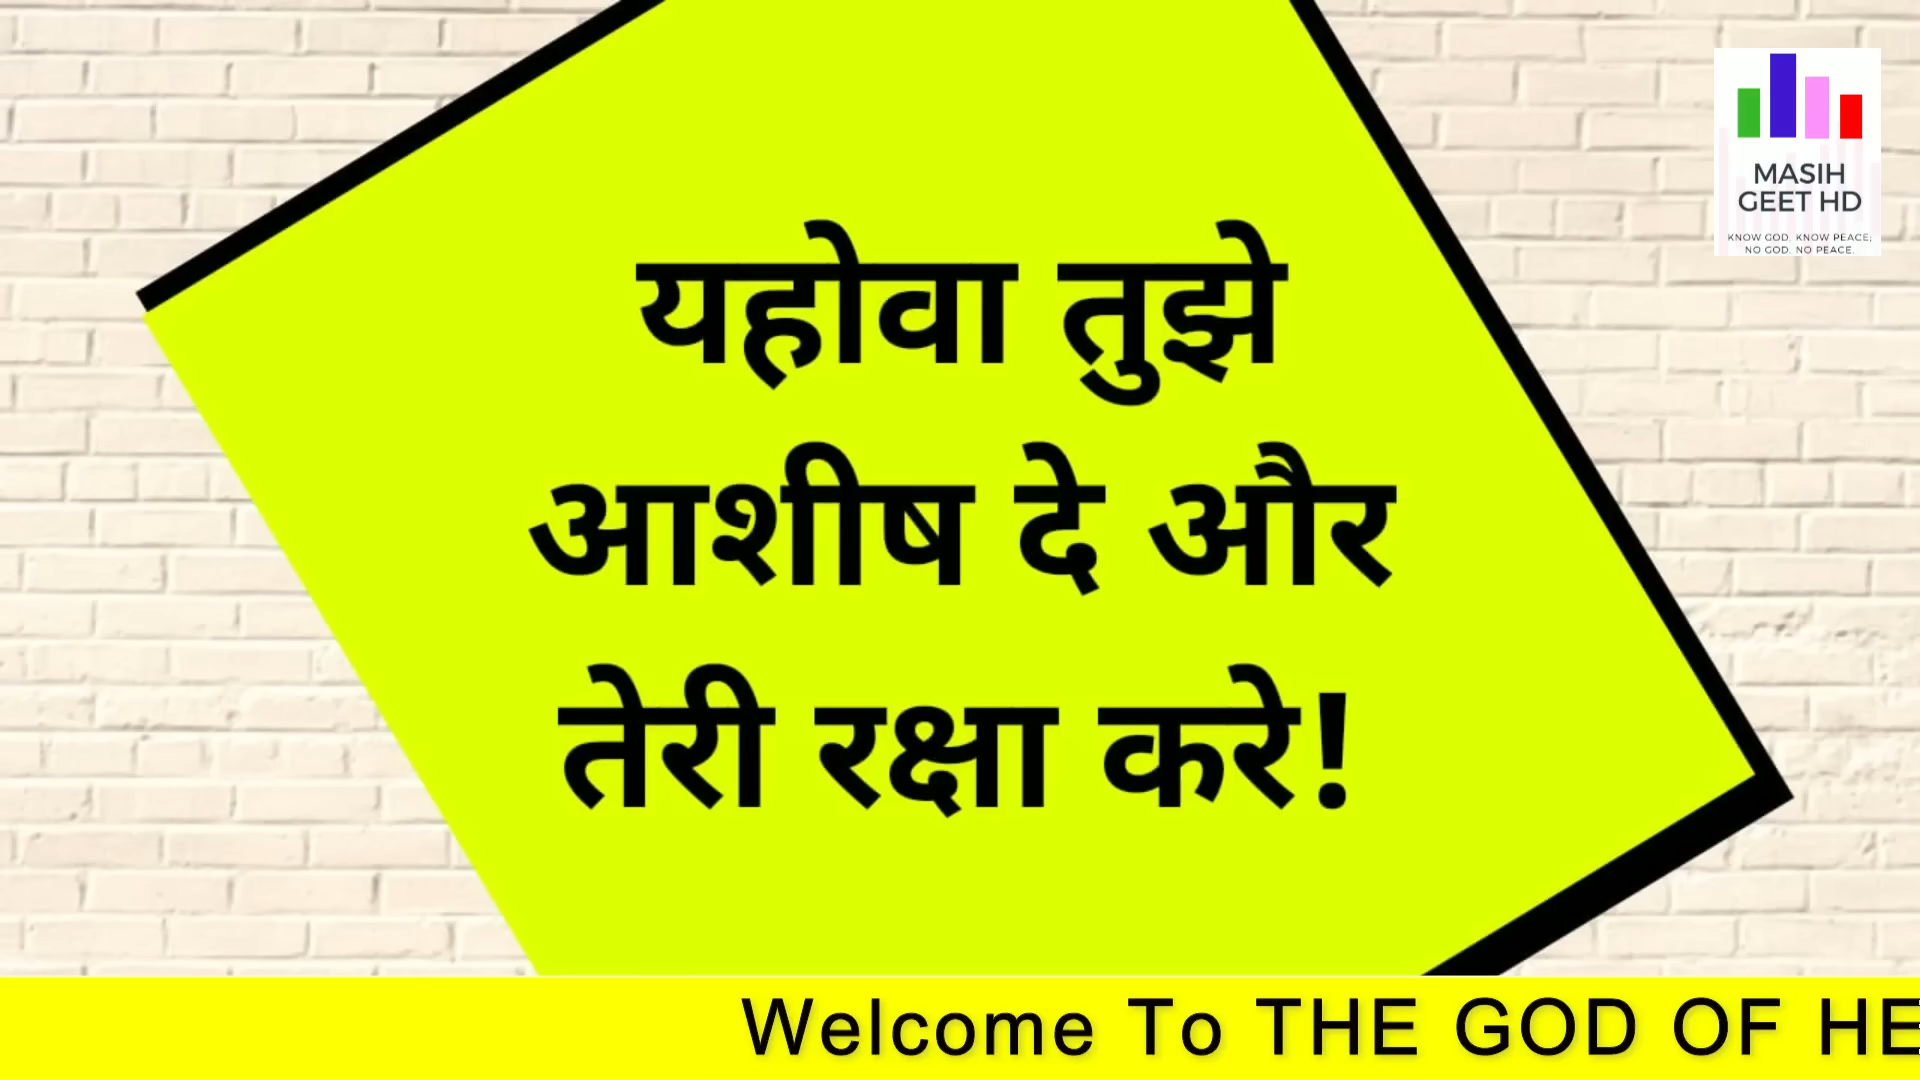 यहोवा तुझे
आशीष दे और
तेरी रक्षा करे!
MASIH
GEET HD
KNOW GOD. KNOW PEACE;
NO GOD. NO PEACE.
Welcome To THE GOD OF